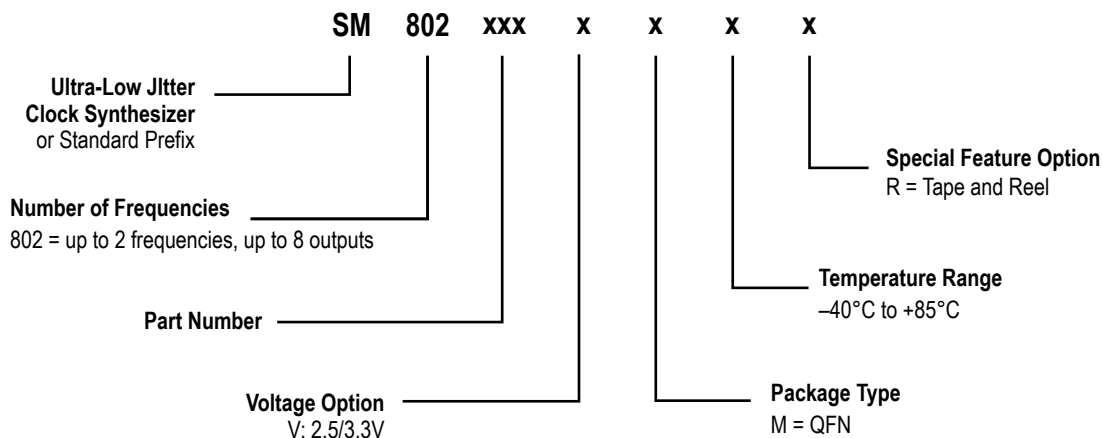 SM 802 xxx x x x x
Ultra-Low JItter
Clock Synthesizer
or Standard Prefix
Special Feature Option
R = Tape and Reel
Number of Frequencies
802 = up to 2 frequencies, up to 8 outputs
Temperature Range
–40°C to +85°C
Part Number
Voltage Option
V: 2.5/3.3V
Package Type
M = QFN